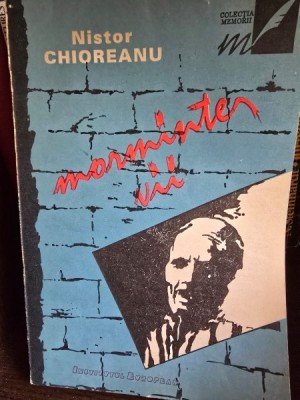 Nistor
CHIOREANU
COLECȚIA
MEMORII
m
morminte
vii
INSTITUTUL EUROPEAN